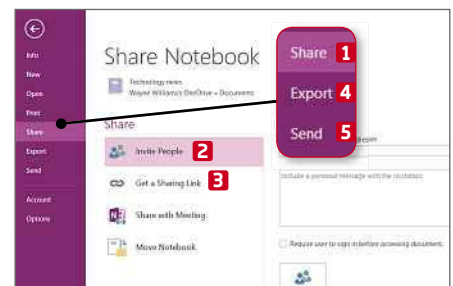 Info
New
Open
Print
Share
Export
Send
Account
Options
Share Notebook
Technology news
Wayne Williams's OneDrive » Documents
Share
Invite People 2
Get a Sharing Link 3
Share with Meeting
Move Notebook
Share 1
Export 4
Send 5
Include a personal message with the invitation
Require user to sign in before accessing document.